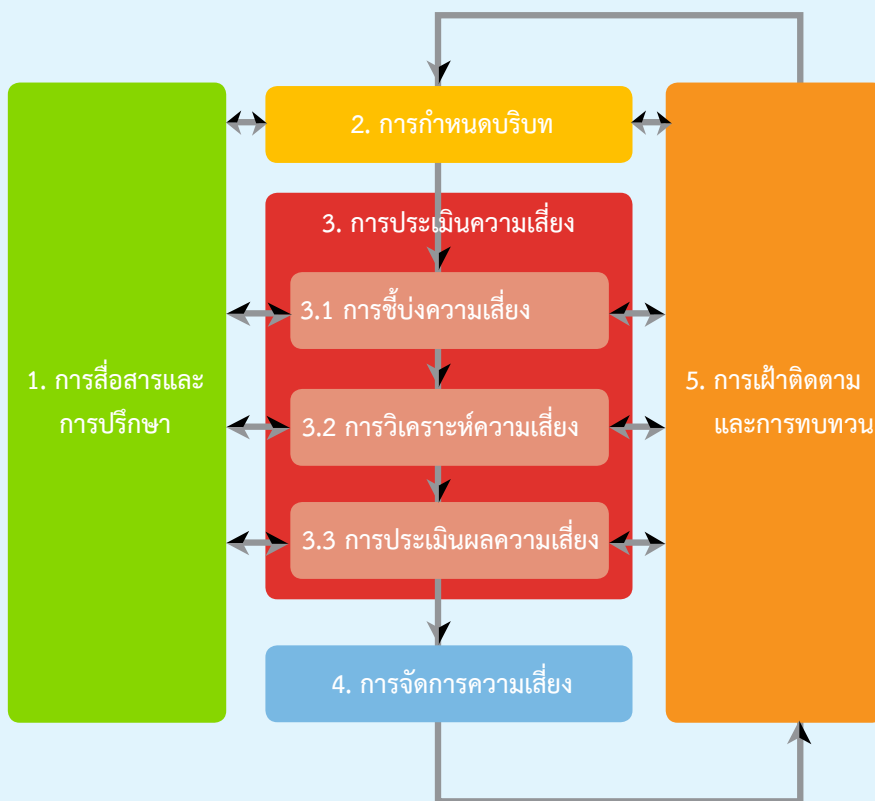 2. การกำหนดบริบท
3. การประเมินความเสี่ยง
3.1 การชี้บ่งความเสี่ยง
1. การสื่อสารและ
การปรึกษา
3.2 การวิเคราะห์ความเสี่ยง
5. การเฝ้าติดตาม
และการทบทวน
3.3 การประเมินผลความเสี่ยง
4. การจัดการความเสี่ยง